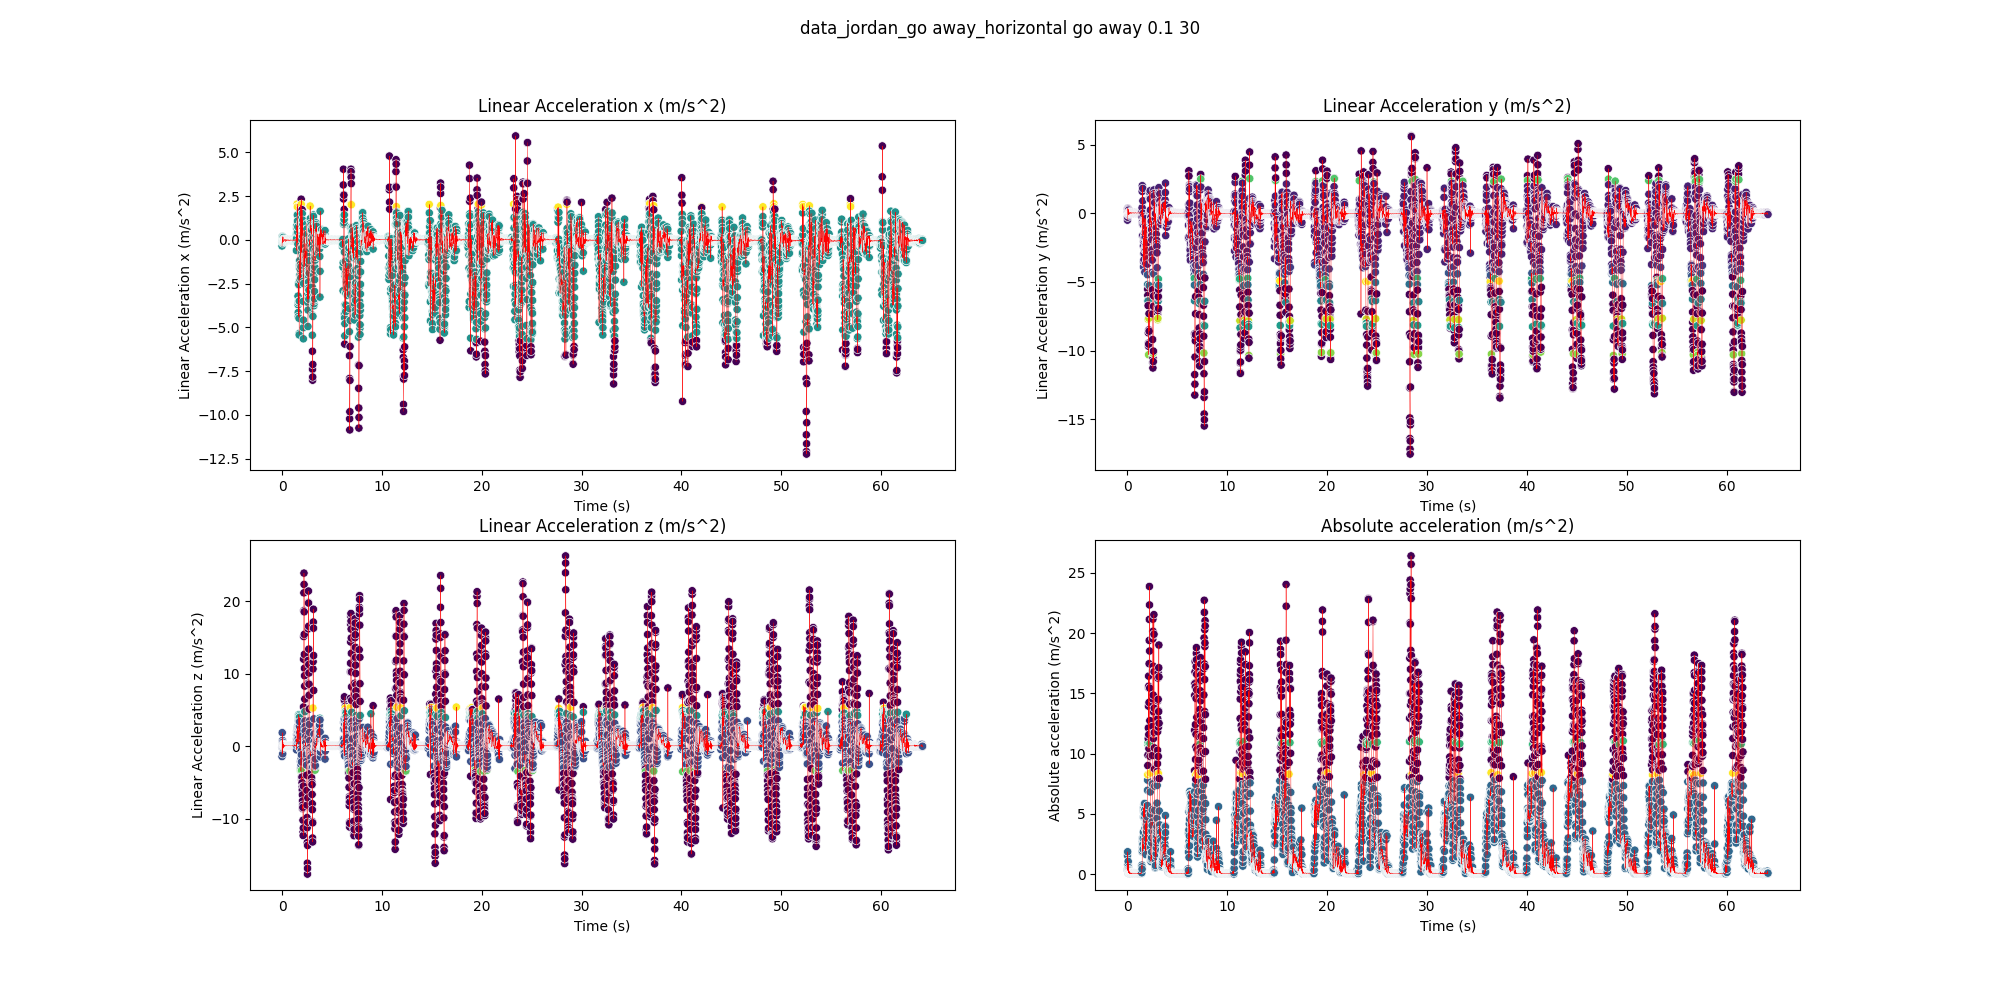 data_jordan_go away_horizontal go away 0.1 30
Linear Acceleration x (m/s^2)
Linear Acceleration x (m/s^2)
5.0
2.5
0.0
−2.5
−5.0
−7.5
−10.0
−12.5
0 10 20 30 40 50 60
Time (s)
Linear Acceleration y (m/s^2)
Linear Acceleration y (m/s^2)
5
0
−5
−10
−15
0 10 20 30 40 50 60
Time (s)
Linear Acceleration z (m/s^2)
Linear Acceleration z (m/s^2)
20
10
0
−10
0 10 20 30 40 50 60
Time (s)
Absolute acceleration (m/s^2)
Absolute acceleration (m/s^2)
25
20
15
10
5
0
0 10 20 30 40 50 60
Time (s)